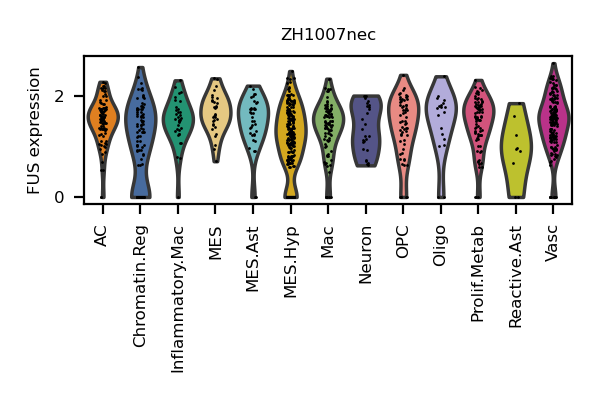 ZH1007nec
FUS expression
2
0
AC
Chromatin.Reg
Inflammatory.Mac
MES
MES.Ast
MES.Hyp
Mac
Neuron
OPC
Oligo
Prolif.Metab
Reactive.Ast
Vasc